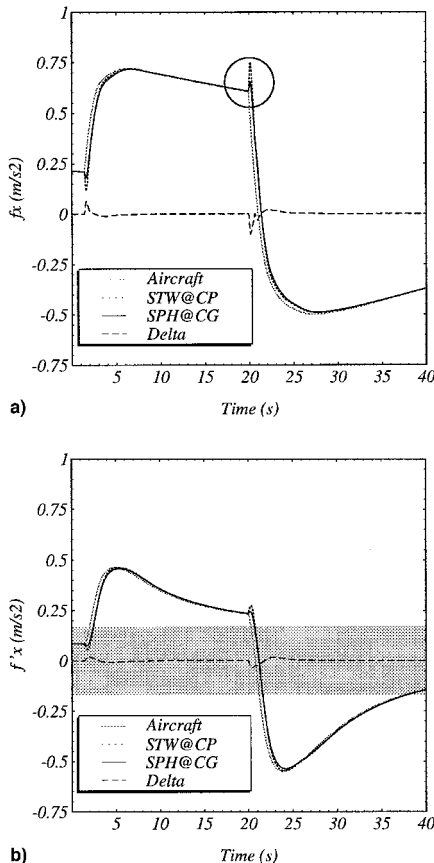 1
0.75
0.5
0.25
0
-0.25
-0.5
-0.75
fx (m/s2)
Aircraft
STW@CP
SPH@CG
Delta
5 10 15 20 25 30 35 40
a) Time (s)
1
0.75
0.5
0.25
0
-0.25
-0.5
-0.75
f'x (m/s2)
Aircraft
STW@CP
SPH@CG
Delta
5 10 15 20 25 30 35 40
b) Time (s)